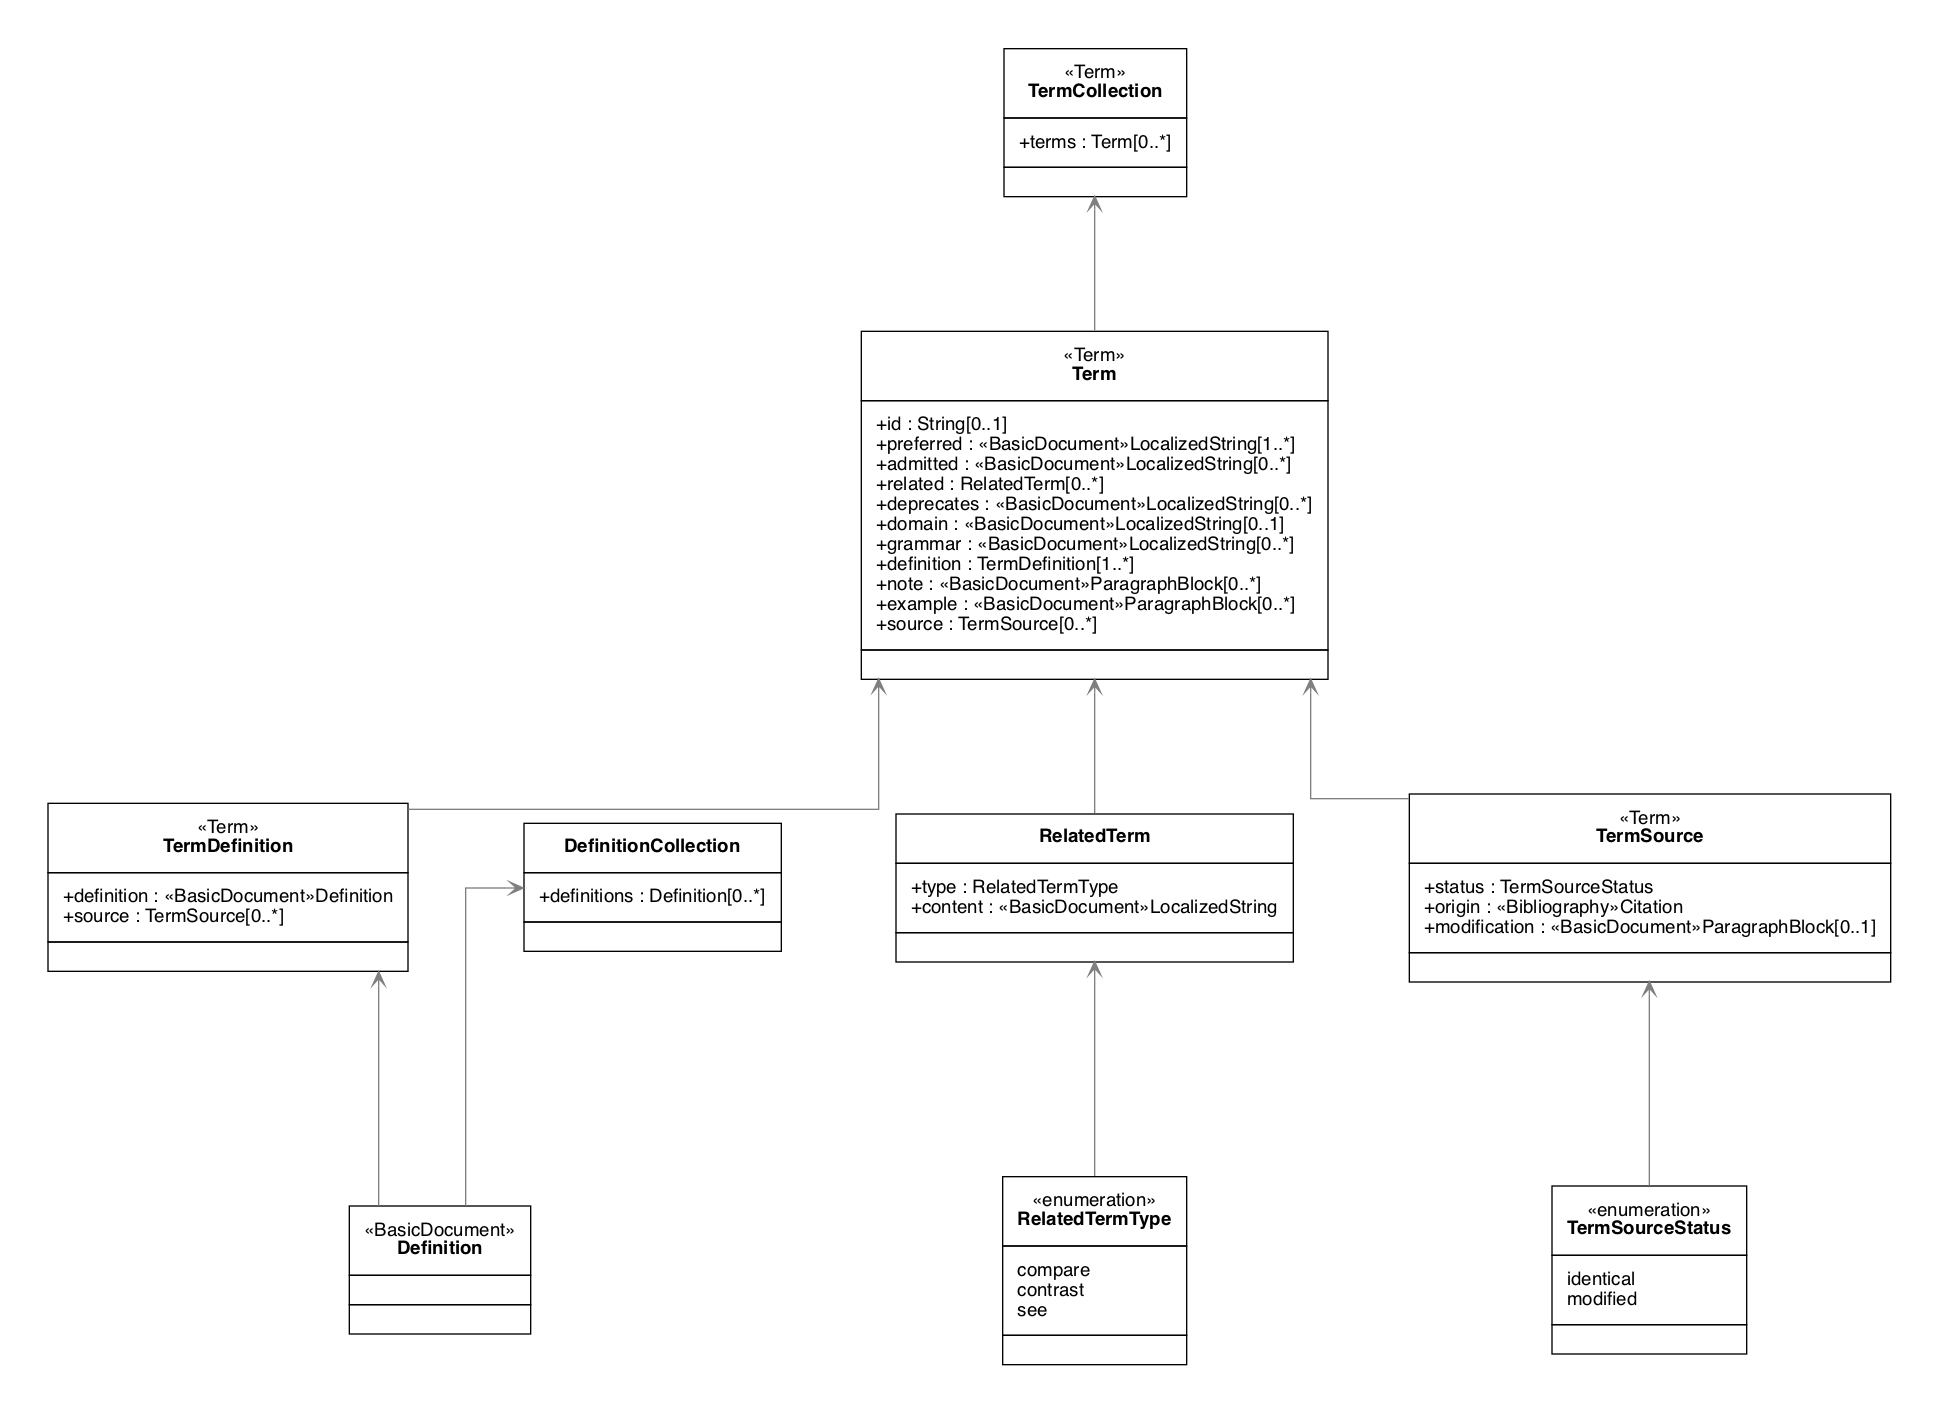 «Term»
TermCollection
+terms : Term[0..*]
«Term»
Term
+id : String[0..1]
+preferred : «BasicDocument»LocalizedString[1..*]
+admitted : «BasicDocument»LocalizedString[0..*]
+related : RelatedTerm[0..*]
+deprecates : «BasicDocument»LocalizedString[0..*]
+domain : «BasicDocument»LocalizedString[0..1]
+grammar : «BasicDocument»LocalizedString[0..*]
+definition : TermDefinition[1..*]
+note : «BasicDocument»ParagraphBlock[0..*]
+example : «BasicDocument»ParagraphBlock[0..*]
+source : TermSource[0..*]
«Term»
TermDefinition
+definition : «BasicDocument»Definition
+source : TermSource[0..*]
DefinitionCollection
+definitions : Definition[0..*]
RelatedTerm
+type : RelatedTermType
+content : «BasicDocument»LocalizedString
«Term»
TermSource
+status : TermSourceStatus
+origin : «Bibliography»Citation
+modification : «BasicDocument»ParagraphBlock[0..1]
«BasicDocument»
Definition
«enumeration»
RelatedTermType
compare
contrast
see
«enumeration»
TermSourceStatus
identical
modified